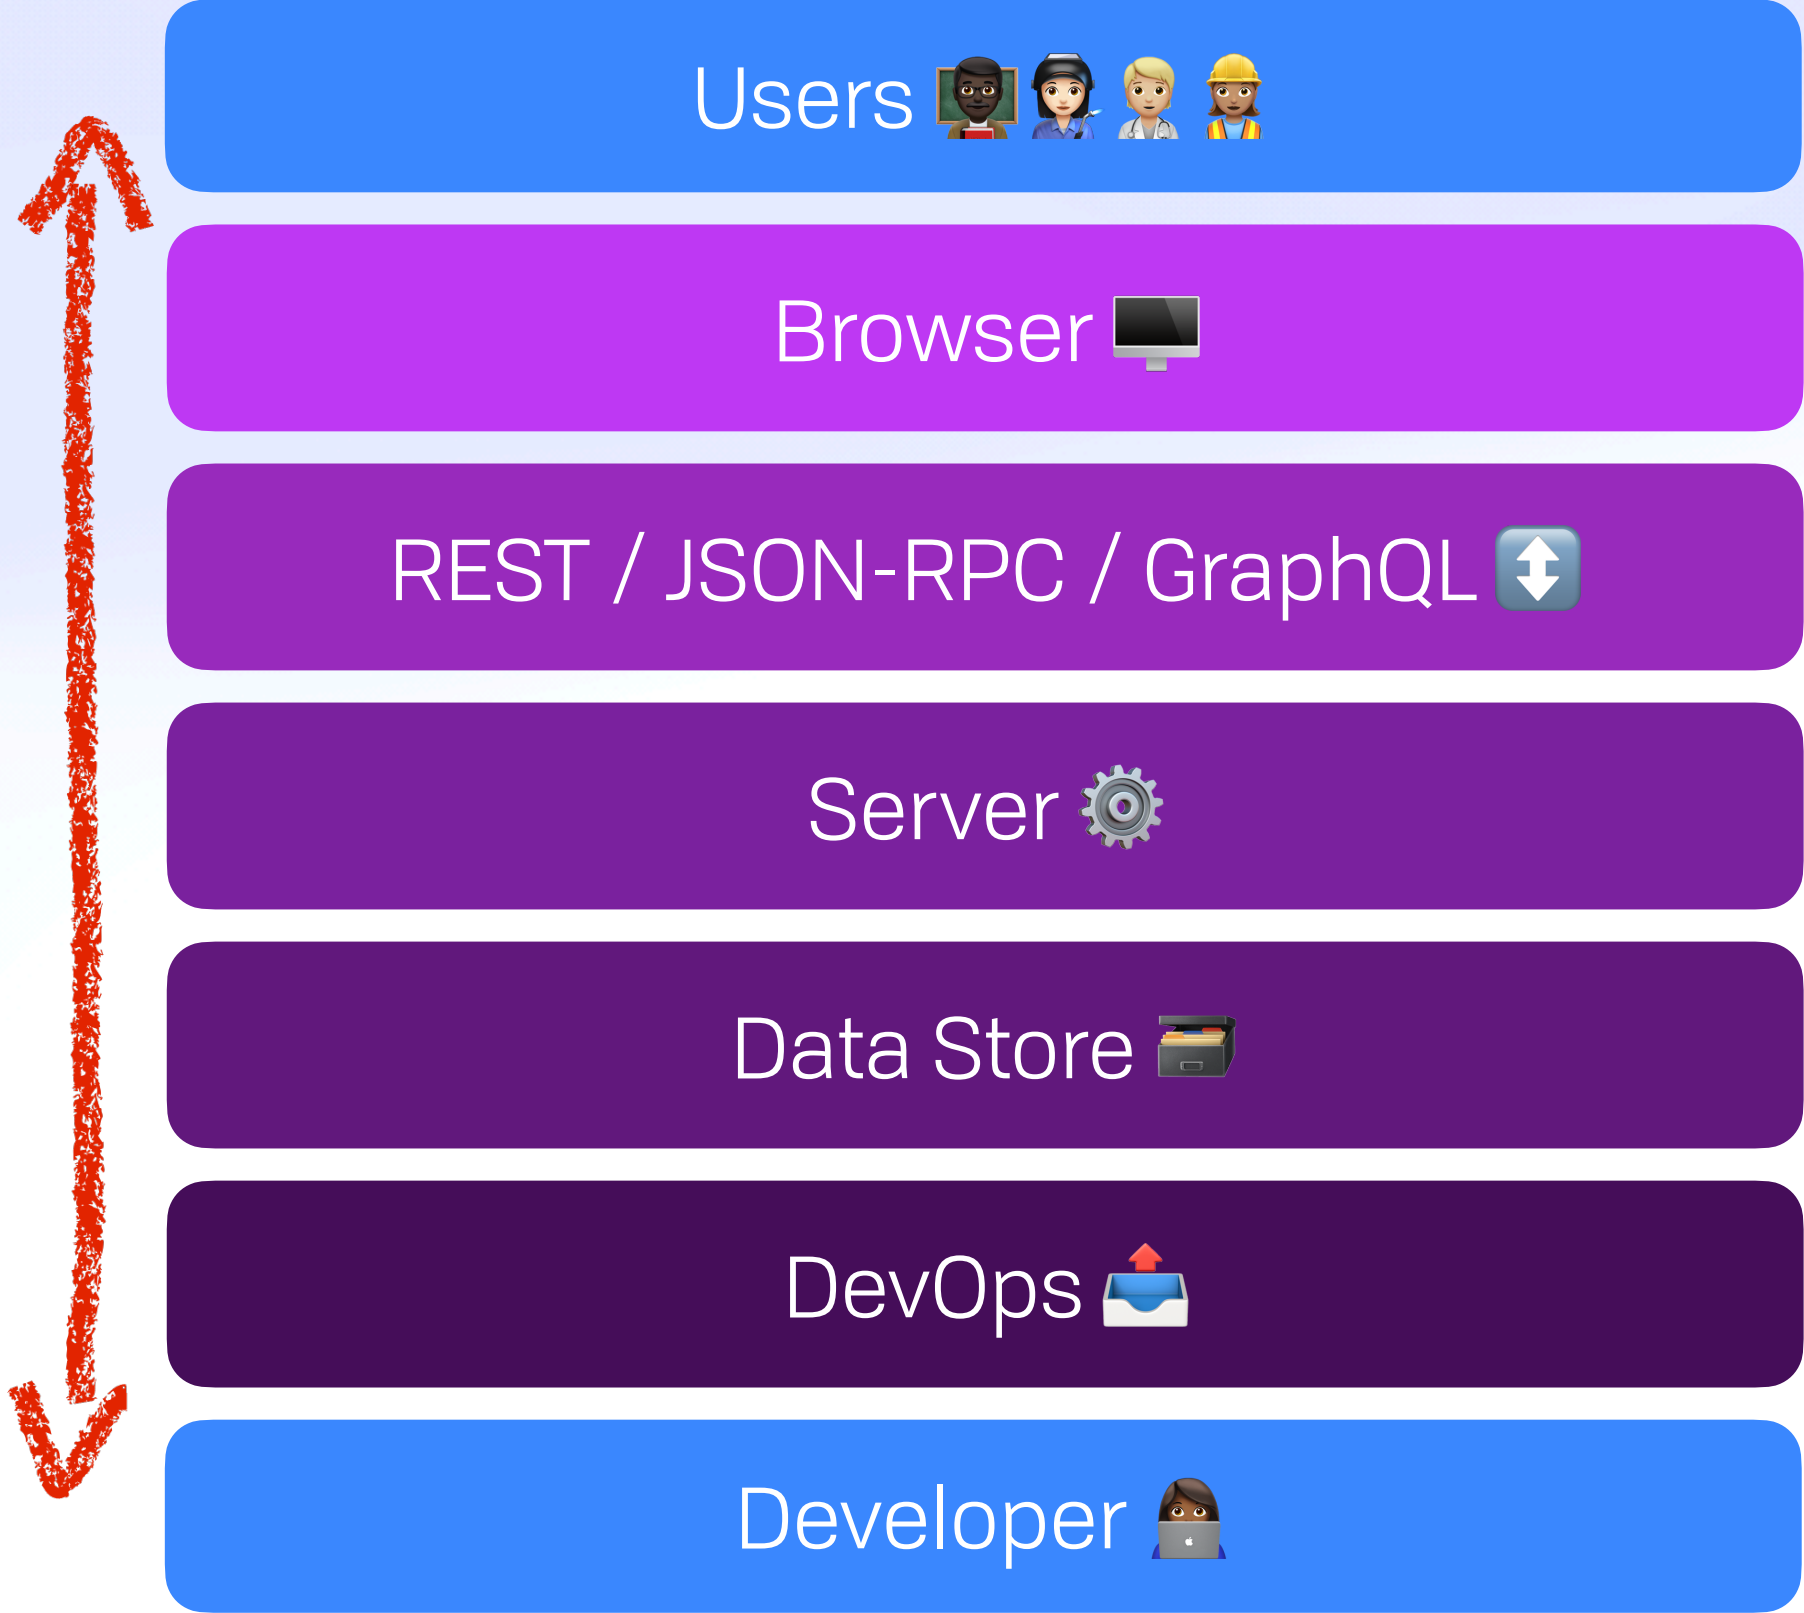 Users
Browser
REST / JSON-RPC / GraphQL
Server
Data Store
DevOps
Developer